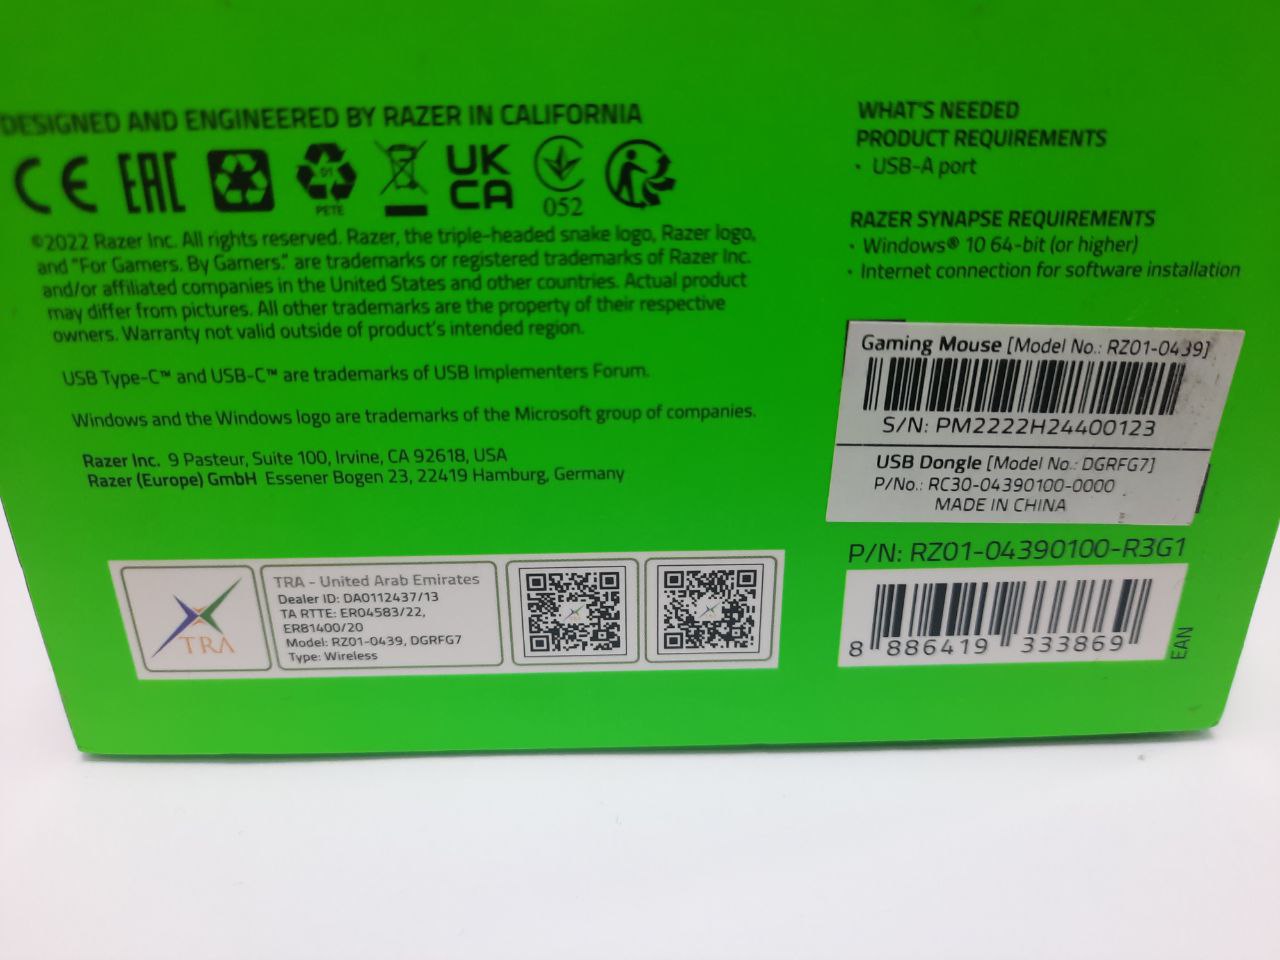 DESIGNED AND ENGINEERED BY RAZER IN CALIFORNIA
CE EAC 01 PETE UK CA 052
©2022 Razer Inc. All rights reserved. Razer, the triple-headed snake logo, Razer logo,
and "For Gamers. By Gamers." are trademarks or registered trademarks of Razer Inc.
and/or affiliated companies in the United States and other countries. Actual product
may differ from pictures. All other trademarks are the property of their respective
owners. Warranty not valid outside of product's intended region.
USB Type-C™ and USB-C™ are trademarks of USB Implementers Forum.
Windows and the Windows logo are trademarks of the Microsoft group of companies.
Razer Inc. 9 Pasteur, Suite 100, Irvine, CA 92618, USA
Razer (Europe) GmbH Essener Bogen 23, 22419 Hamburg, Germany
TRA
TRA - United Arab Emirates
Dealer ID: DA0112437/13
TA RTTE: ER04583/22,
ER81400/20
Model: RZ01-0439, DGRFG7
Type: Wireless
WHAT'S NEEDED
PRODUCT REQUIREMENTS
· USB-A port
RAZER SYNAPSE REQUIREMENTS
· Windows® 10 64-bit (or higher)
· Internet connection for software installation
Gaming Mouse [Model No.: RZ01-0439]
S/N: PM2222H24400123
USB Dongle [Model No.: DGRFG7]
P/No.: RC30-04390100-0000
MADE IN CHINA
P/N: RZ01-04390100-R3G1
8 886419 333869
EAN